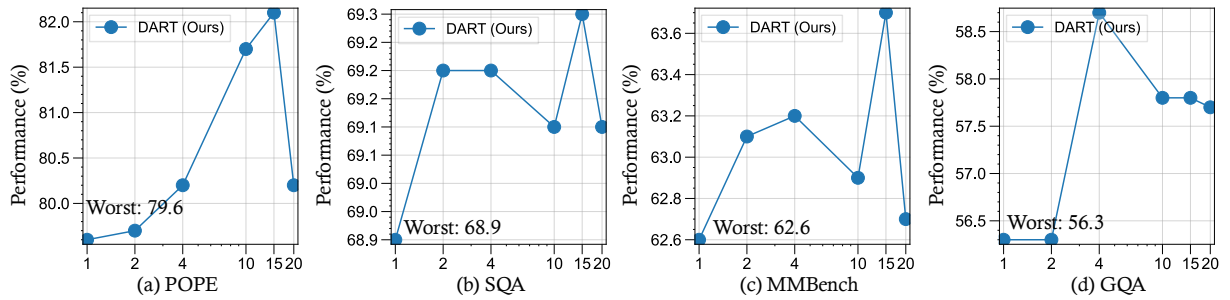 Performance (%)
82.0
81.5
81.0
80.5
80.0
DART (Ours)
Worst: 79.6
1 2 4 10 15 20
(a) POPE
Performance (%)
69.3
69.2
69.2
69.2
69.1
69.1
69.0
69.0
68.9
DART (Ours)
Worst: 68.9
1 2 4 10 15 20
(b) SQA
Performance (%)
63.6
63.4
63.2
63.0
62.8
62.6
DART (Ours)
Worst: 62.6
1 2 4 10 15 20
(c) MMBench
Performance (%)
58.5
58.0
57.5
57.0
56.5
DART (Ours)
Worst: 56.3
1 2 4 10 15 20
(d) GQA